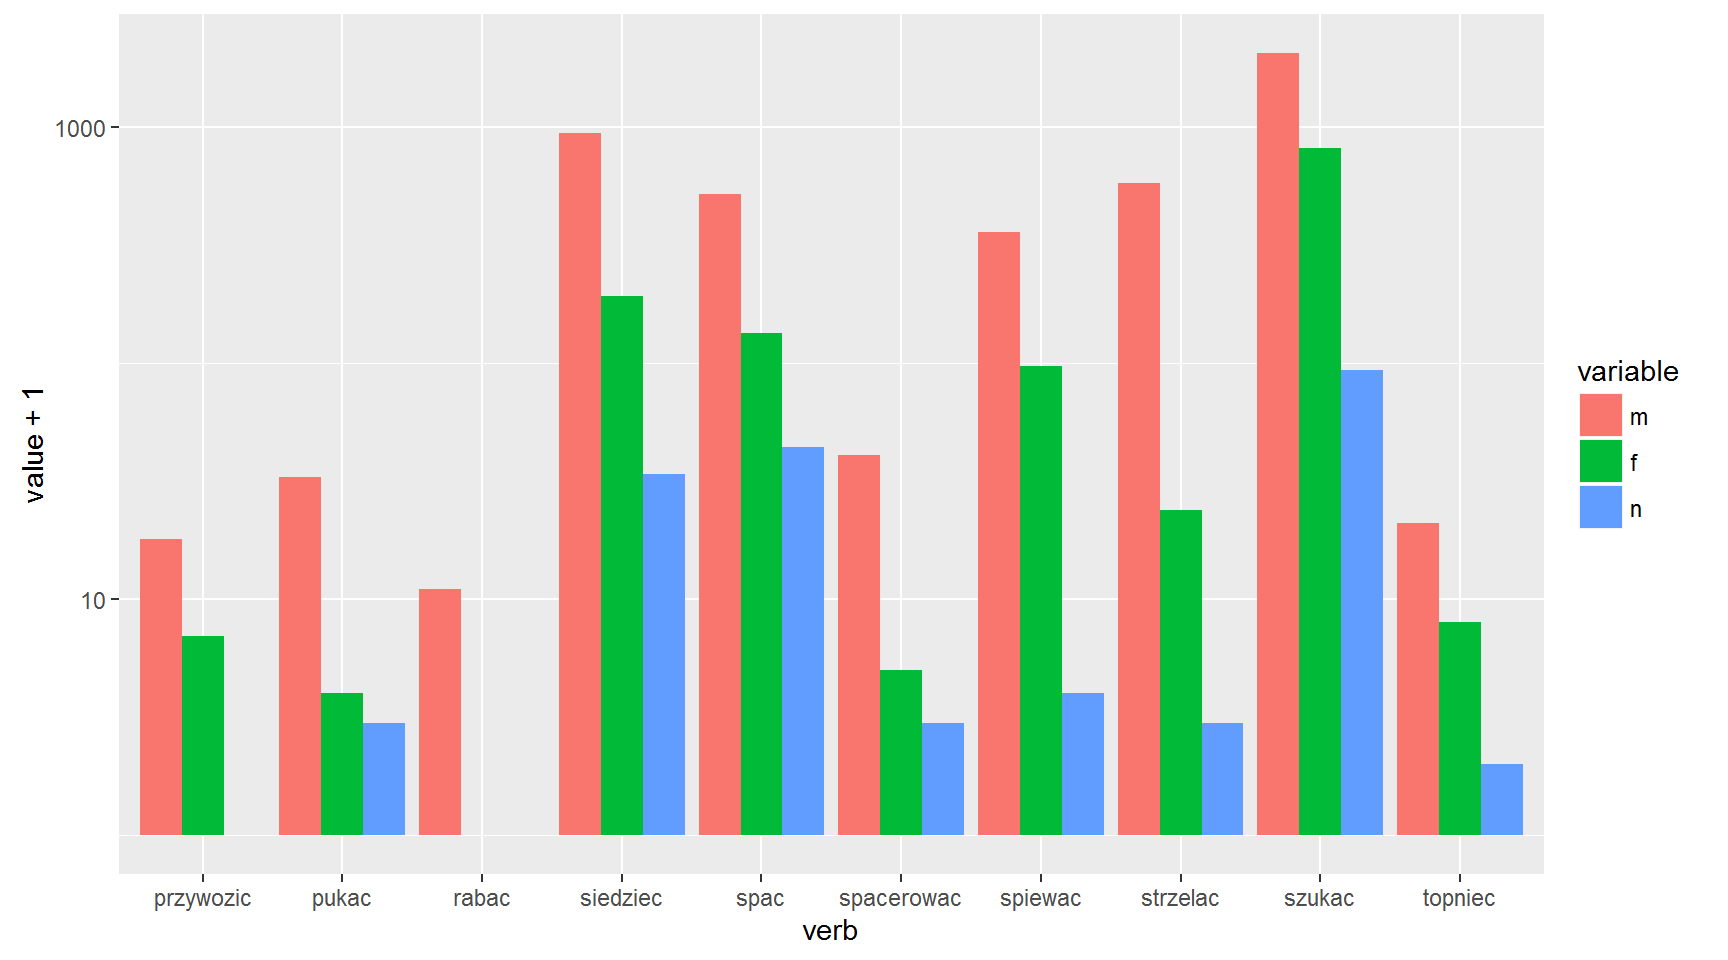 1000
10
value + 1
przywozic
pukac
rabac
siedziec
spac
spacerowac
spiewac
strzelac
szukac
topniec
verb
variable
m
f
n